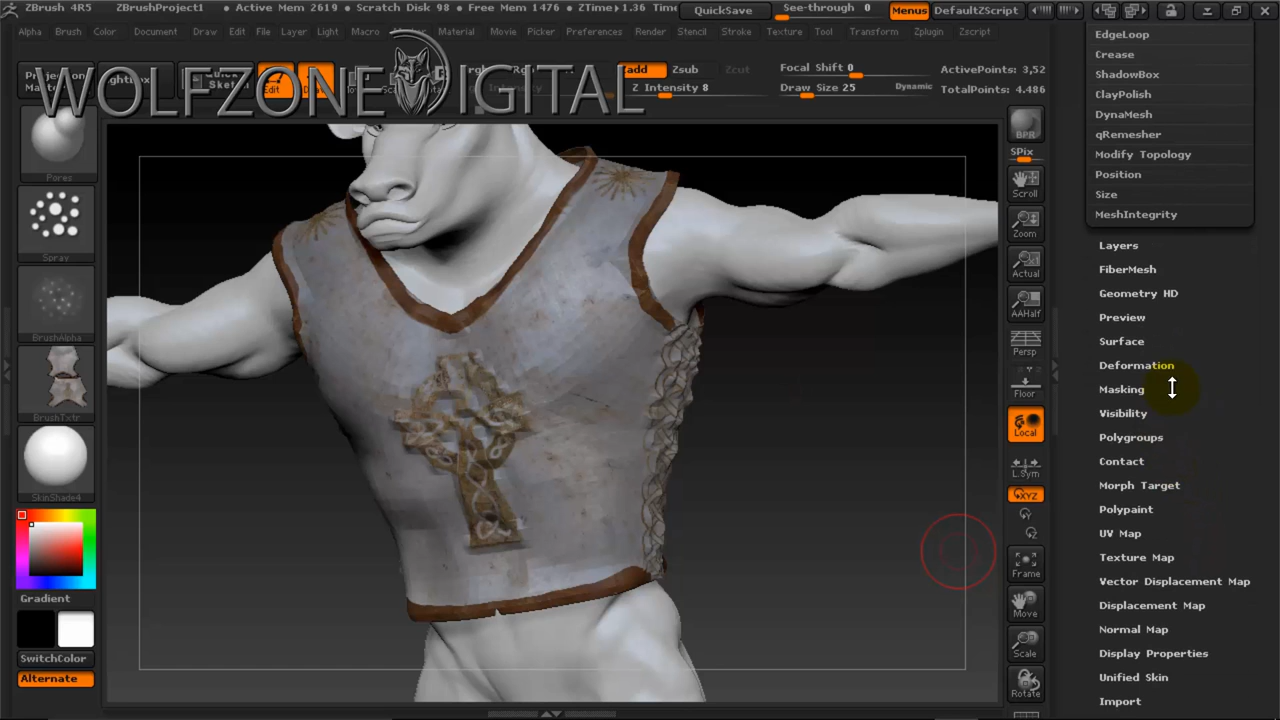 ZBrush 4R5 ZBrushProject1 • Active Mem 2619 • Scratch Disk 98 • Free Mem 1476 • ZTime▸1.36 Time QuickSave See-through 0 Menus DefaultZScript
Alpha Brush Color Document Draw Edit File Layer Light Macro Material Movie Picker Preferences Render Stencil Stroke Texture Tool Transform Zplugin Zscript
WOLFZONE DIGITAL
Edit
Zadd Zsub Zcut
Z Intensity 8
Focal Shift 0
Draw Size 25 Dynamic
ActivePoints: 3,52
TotalPoints: 4.486
Pores
Spray
BrushAlpha
BrushTxtr
SkinShade4
Gradient
SwitchColor
Alternate
BPR
SPix
Scroll
Zoom
Actual
AAHalf
Persp
Floor
Local
L.Sym
XYZ
Frame
Move
Scale
Rotate
EdgeLoop
Crease
ShadowBox
ClayPolish
DynaMesh
qRemesher
Modify Topology
Position
Size
MeshIntegrity
Layers
FiberMesh
Geometry HD
Preview
Surface
Deformation
Masking
Visibility
Polygroups
Contact
Morph Target
Polypaint
UV Map
Texture Map
Vector Displacement Map
Displacement Map
Normal Map
Display Properties
Unified Skin
Import